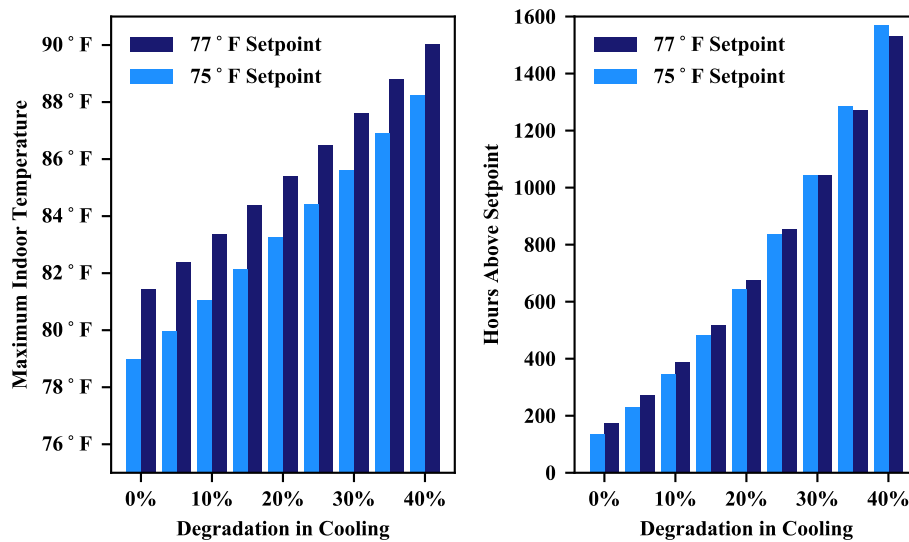 Maximum Indoor Temperature
90° F
88° F
86° F
84° F
82° F
80° F
78° F
76° F
77° F Setpoint
75° F Setpoint
0% 10% 20% 30% 40%
Degradation in Cooling
Hours Above Setpoint
1600
1400
1200
1000
800
600
400
200
0
77° F Setpoint
75° F Setpoint
0% 10% 20% 30% 40%
Degradation in Cooling